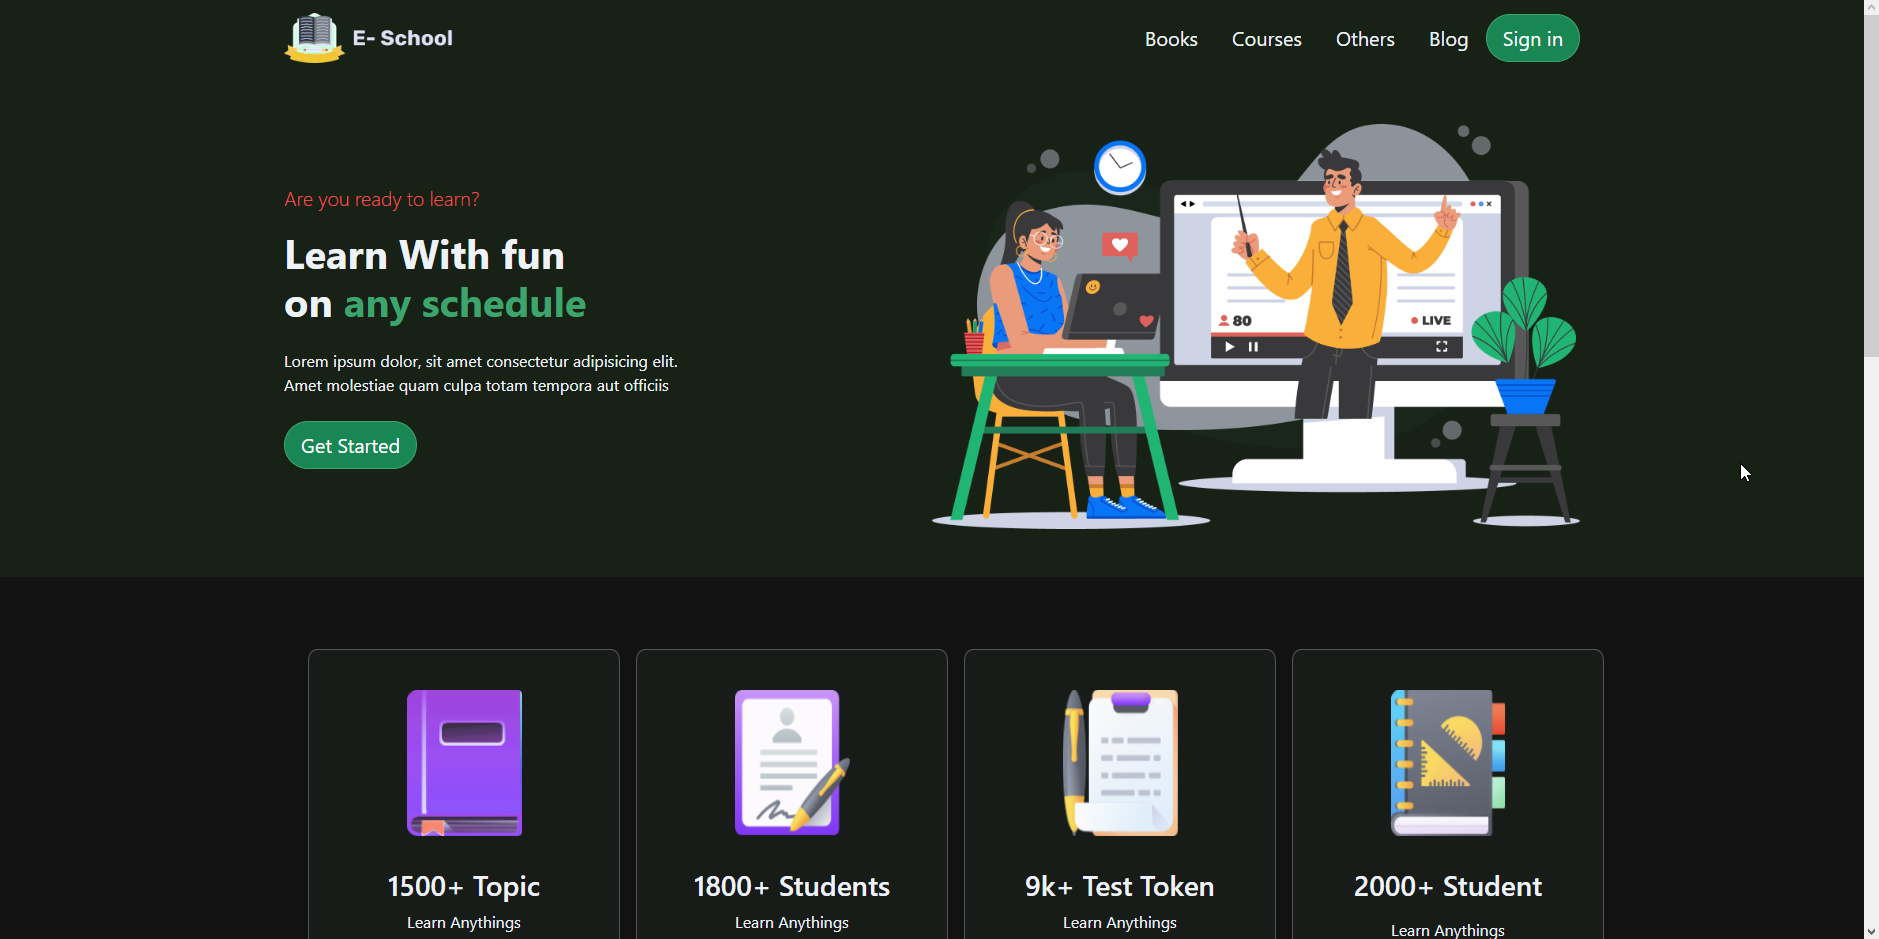 E- School
Books
Courses
Others
Blog
Sign in
Are you ready to learn?
Learn With fun
on any schedule
Lorem ipsum dolor, sit amet consectetur adipisicing elit.
Amet molestiae quam culpa totam tempora aut officiis
Get Started
80
LIVE
1500+ Topic
Learn Anythings
1800+ Students
Learn Anythings
9k+ Test Token
Learn Anythings
2000+ Student
Learn Anythings